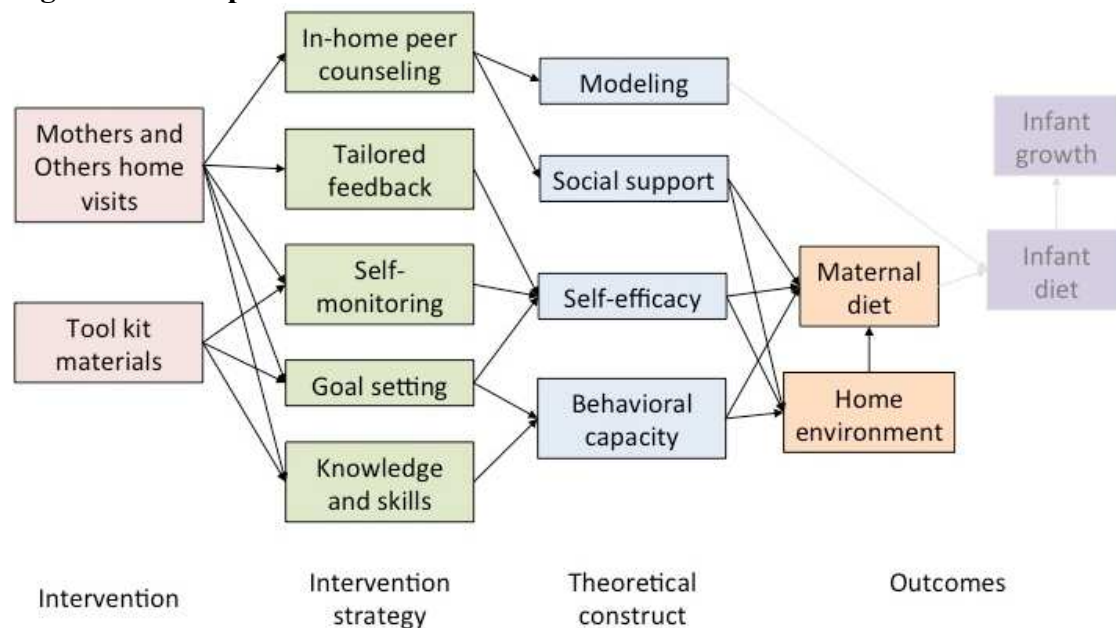 In-home peer
counseling
Modeling
Mothers and
Others home
visits
Infant
growth
Tailored
feedback
Social support
Self-
monitoring
Maternal
diet
Infant
diet
Self-efficacy
Tool kit
materials
Goal setting
Behavioral
capacity
Home
environment
Knowledge
and skills
Intervention
Intervention
strategy
Theoretical
construct
Outcomes